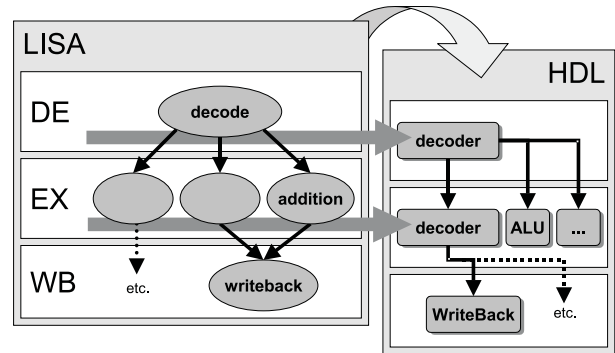 LISA
DE
decode
EX
addition
WB
etc.
writeback
HDL
decoder
decoder
ALU
...
WriteBack
etc.